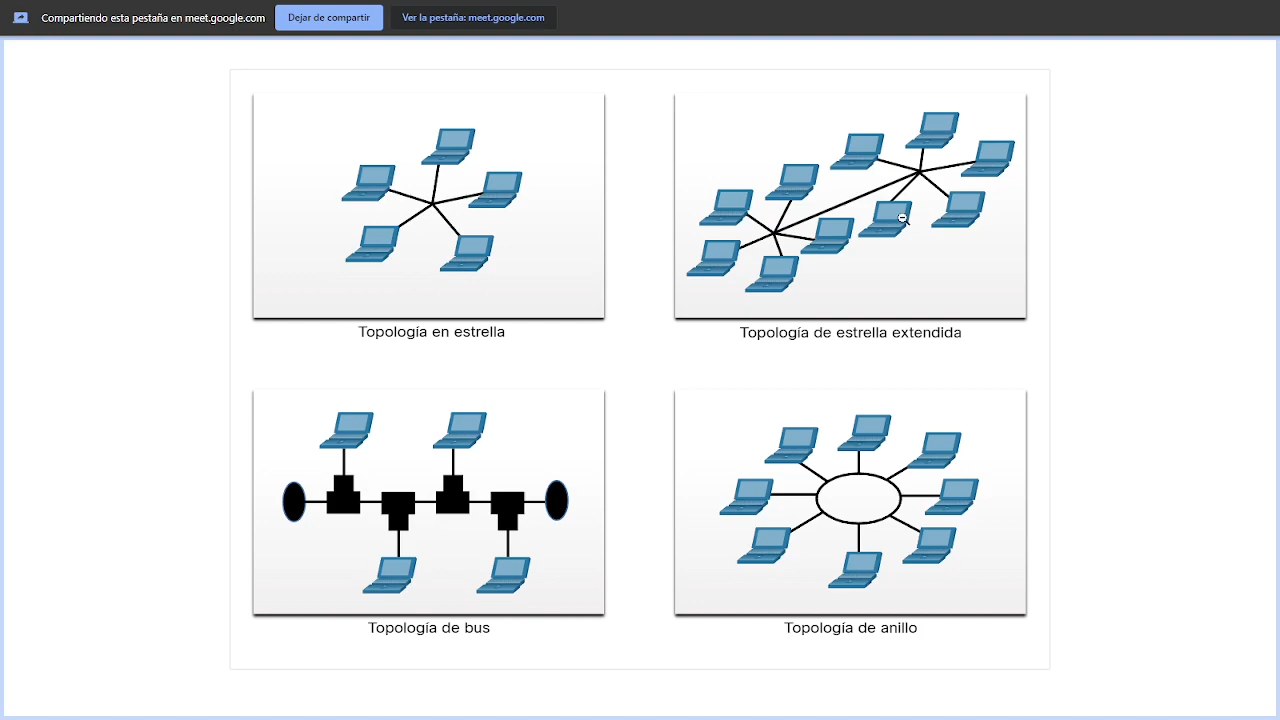 Compartiendo esta pestaña en meet.google.com
Dejar de compartir
Ver la pestaña: meet.google.com
Topología en estrella
Topología de estrella extendida
Topología de bus
Topología de anillo